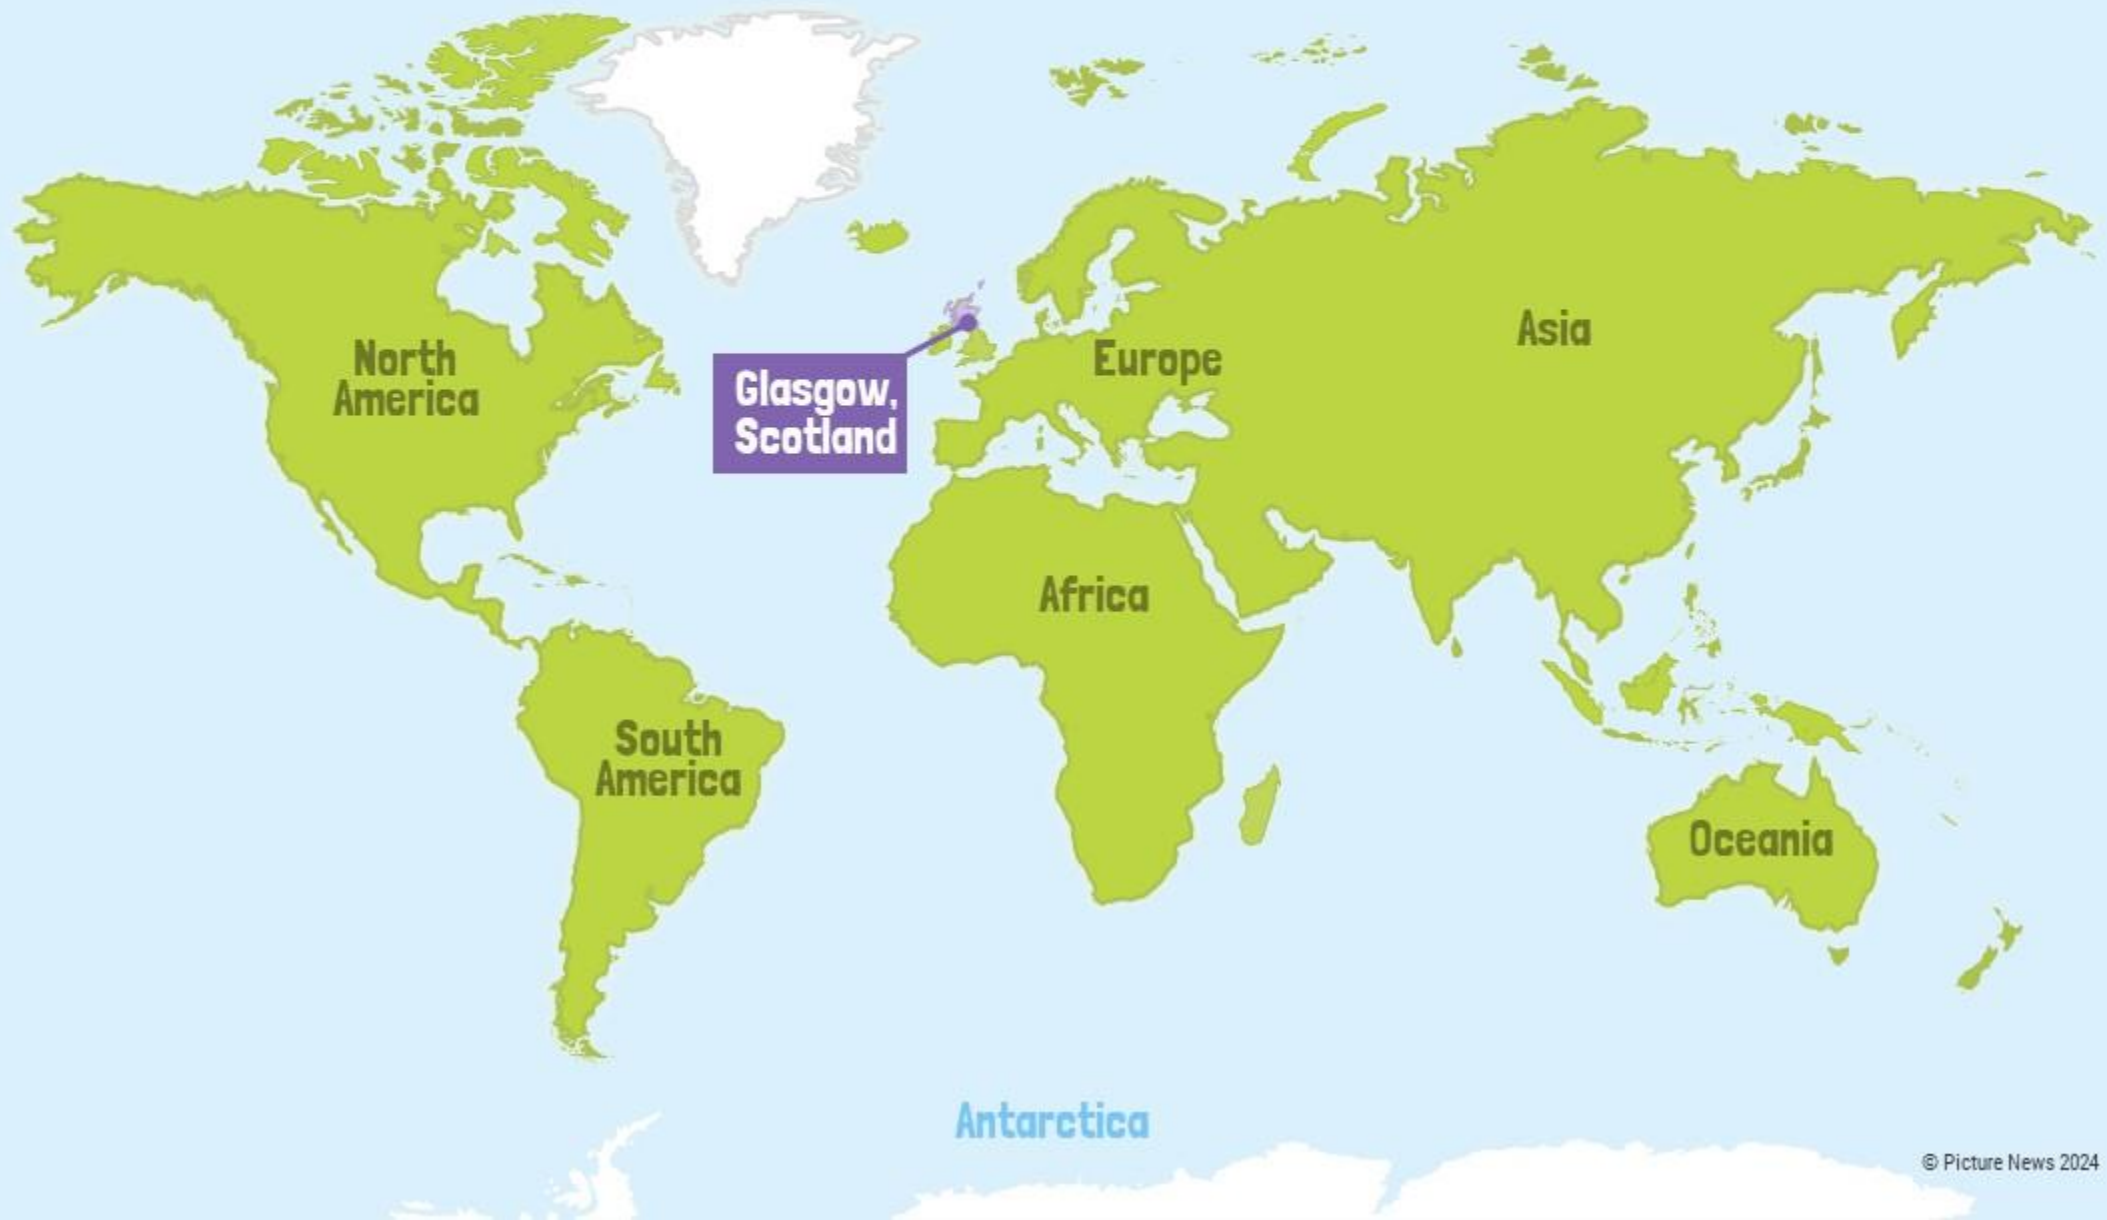 North
America
Glasgow,
Scotland
Europe
Asia
Africa
South
America
Oceania
Antarctica
© Picture News 2024